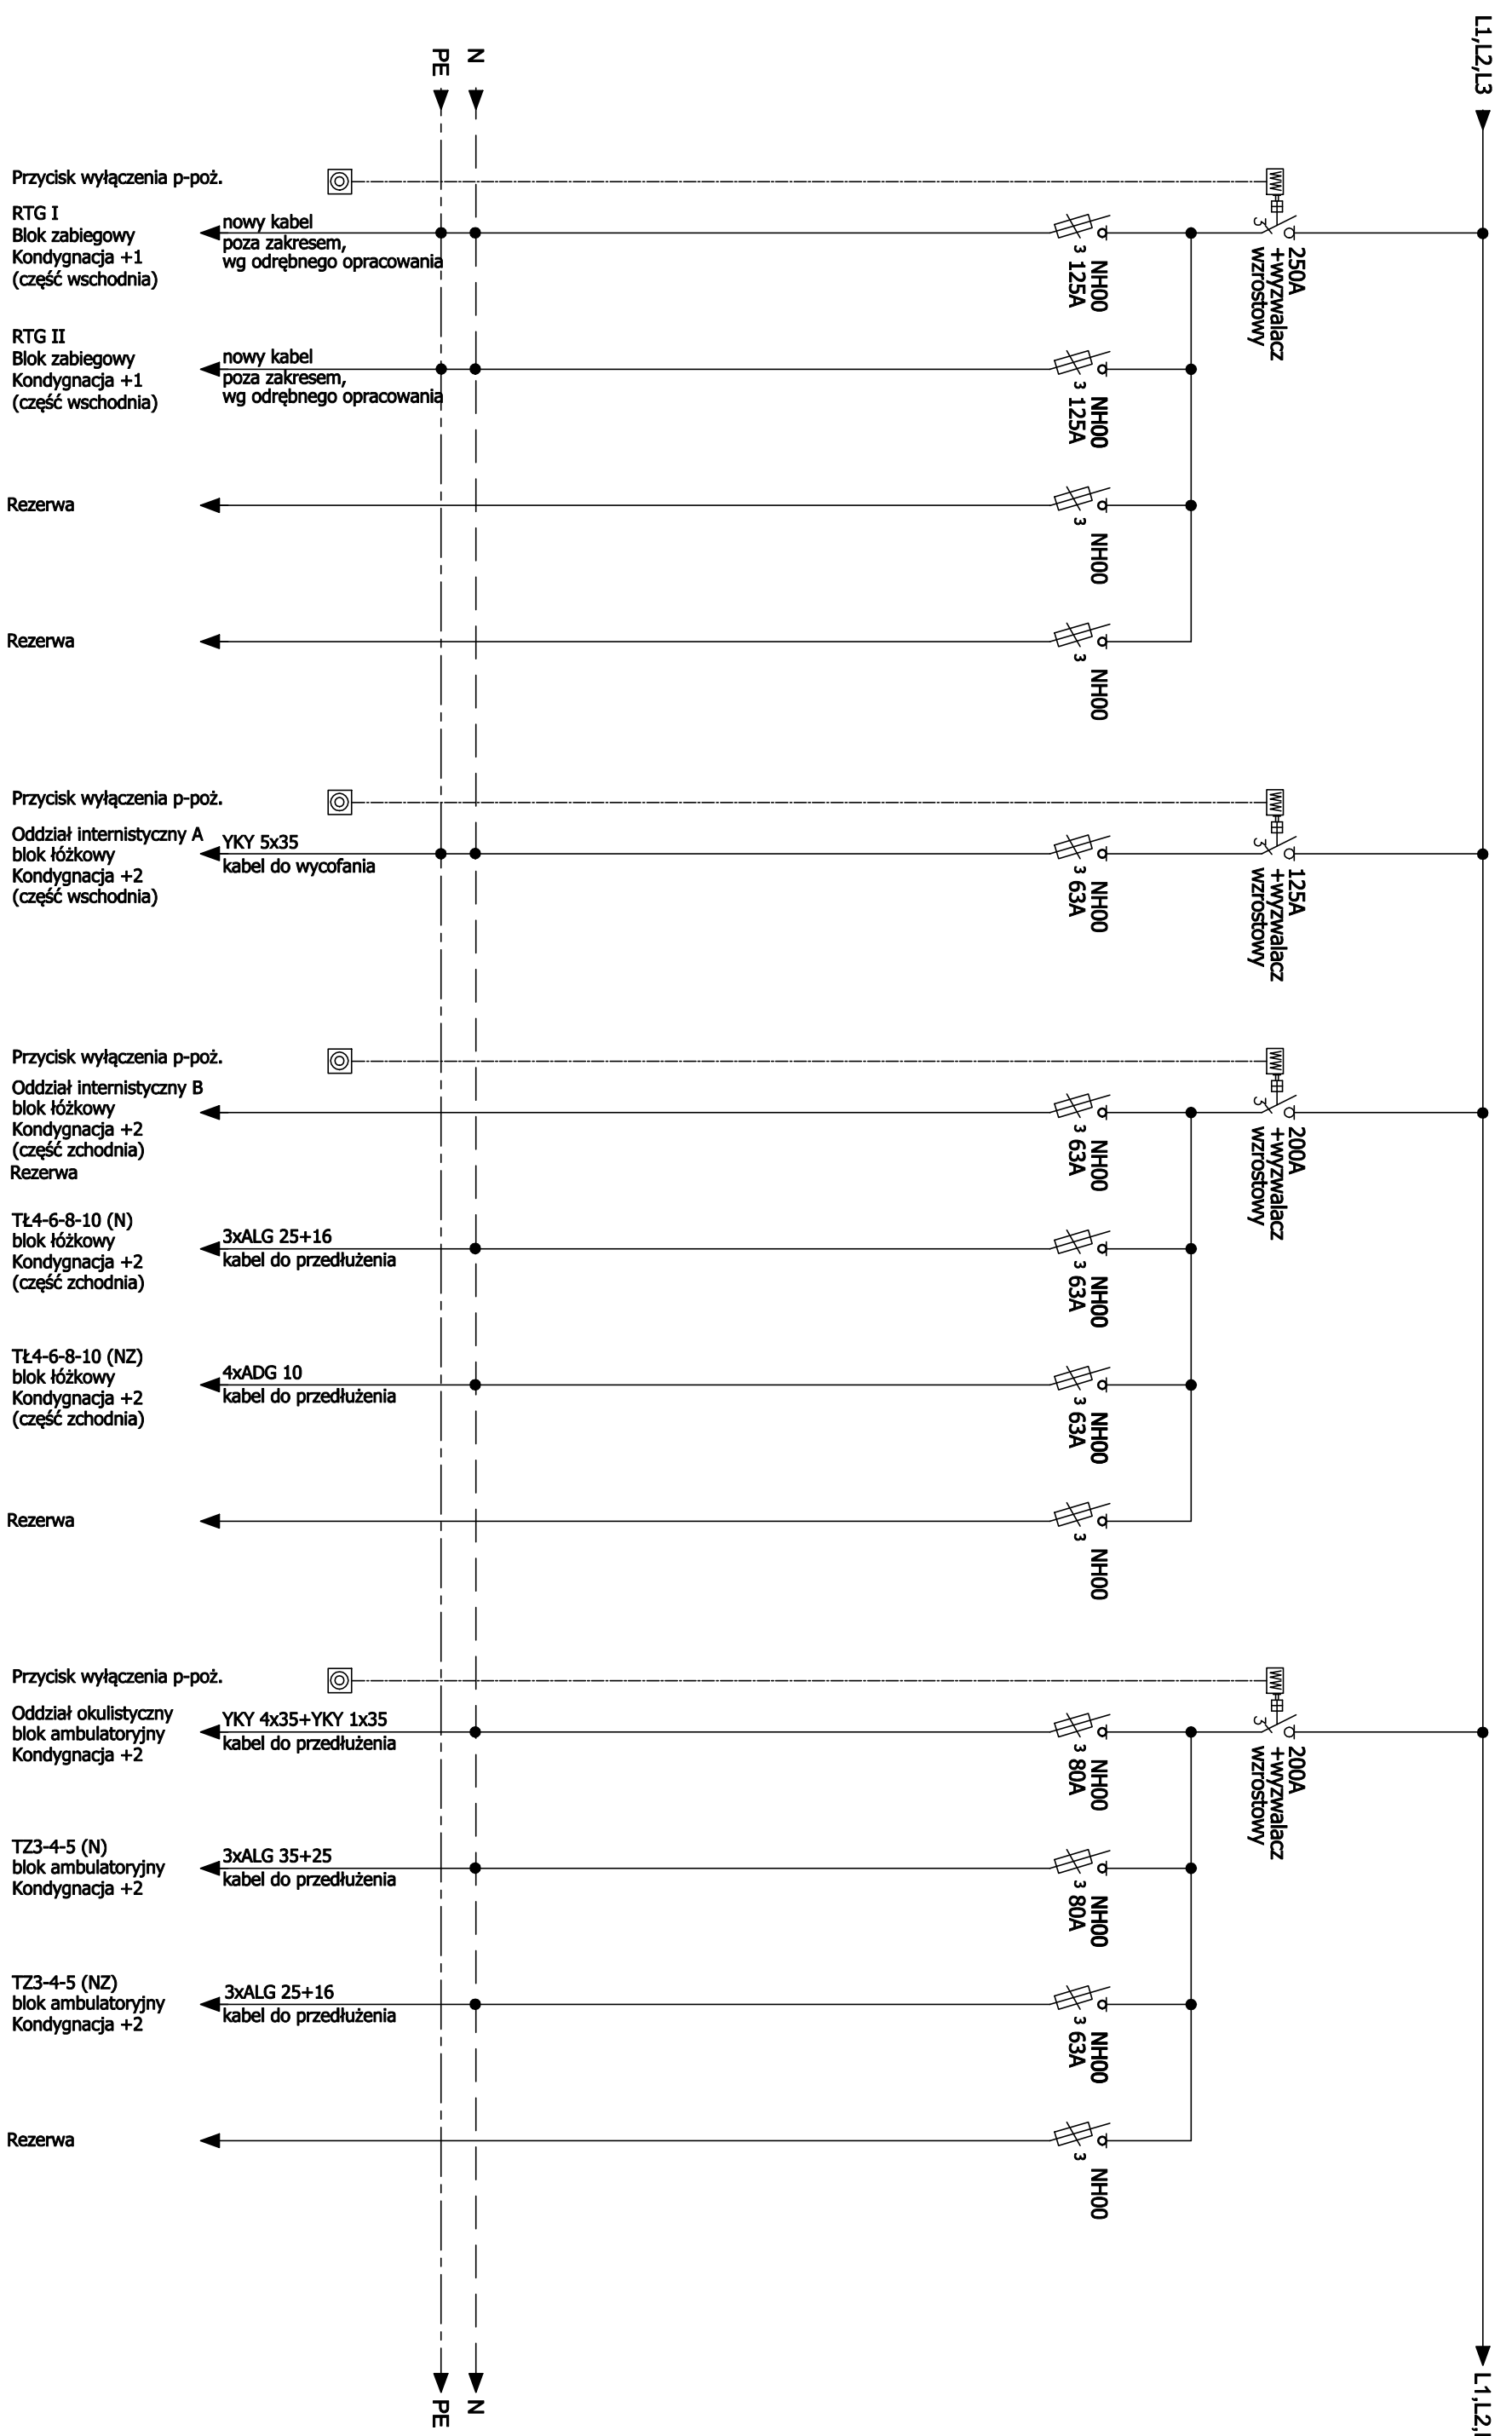 L1,L2,L3
N
PE
Przycisk wyłączenia p-poż.
250A
+wyzwalacz
wzrostowy
3
RTG I
Blok zabiegowy
Kondygnacja +1
(część wschodnia)
nowy kabel
poza zakresem,
wg odrębnego opracowania
NH00
3 125A
RTG II
Blok zabiegowy
Kondygnacja +1
(część wschodnia)
nowy kabel
poza zakresem,
wg odrębnego opracowania
NH00
3 125A
Rezerwa
NH00
3
Rezerwa
NH00
3
Przycisk wyłączenia p-poż.
125A
+wyzwalacz
wzrostowy
3
Oddział internistyczny A
blok łóżkowy
Kondygnacja +2
(część wschodnia)
YKY 5x35
kabel do wycofania
NH00
3 63A
Przycisk wyłączenia p-poż.
200A
+wyzwalacz
wzrostowy
3
Oddział internistyczny B
blok łóżkowy
Kondygnacja +2
(część zchodnia)
Rezerwa
NH00
3 63A
TŁ4-6-8-10 (N)
blok łóżkowy
Kondygnacja +2
(część zchodnia)
3xALG 25+16
kabel do przedłużenia
NH00
3 63A
TŁ4-6-8-10 (NZ)
blok łóżkowy
Kondygnacja +2
(część zchodnia)
4xADG 10
kabel do przedłużenia
NH00
3 63A
Rezerwa
NH00
3
Przycisk wyłączenia p-poż.
200A
+wyzwalacz
wzrostowy
3
Oddział okulistyczny
blok ambulatoryjny
Kondygnacja +2
YKY 4x35+YKY 1x35
kabel do przedłużenia
NH00
3 80A
TZ3-4-5 (N)
blok ambulatoryjny
Kondygnacja +2
3xALG 35+25
kabel do przedłużenia
NH00
3 80A
TZ3-4-5 (NZ)
blok ambulatoryjny
Kondygnacja +2
3xALG 25+16
kabel do przedłużenia
NH00
3 63A
Rezerwa
NH00
3
L1,L2,
N
PE